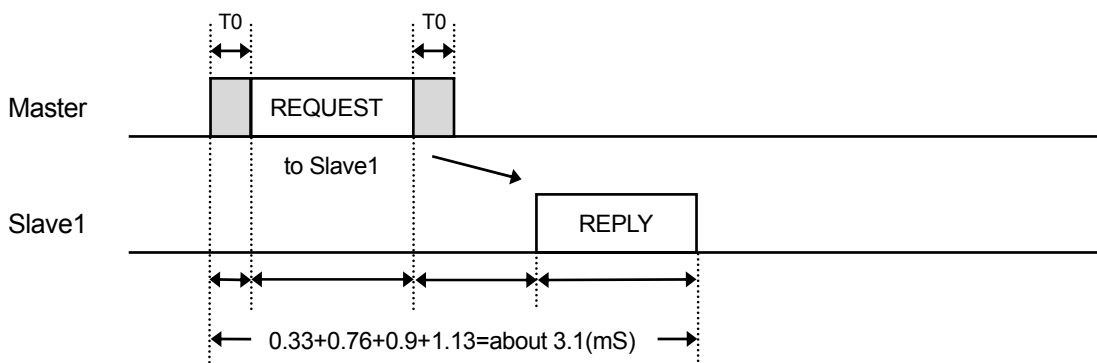 T0 T0
Master REQUEST
to Slave1
Slave1 REPLY
0.33+0.76+0.9+1.13=about 3.1(mS)